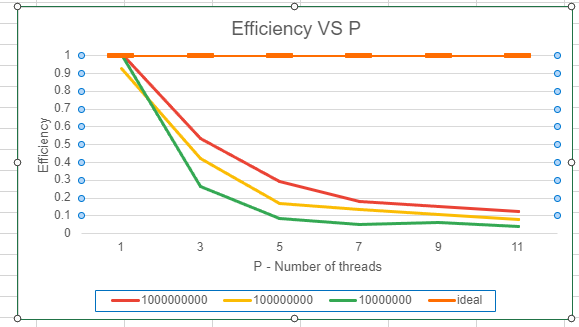 Efficiency VS P
1
0.9
0.8
0.7
0.6
0.5
0.4
0.3
0.2
0.1
0
Efficiency
1 3 5 7 9 11
P - Number of threads
1000000000 100000000 10000000 ideal